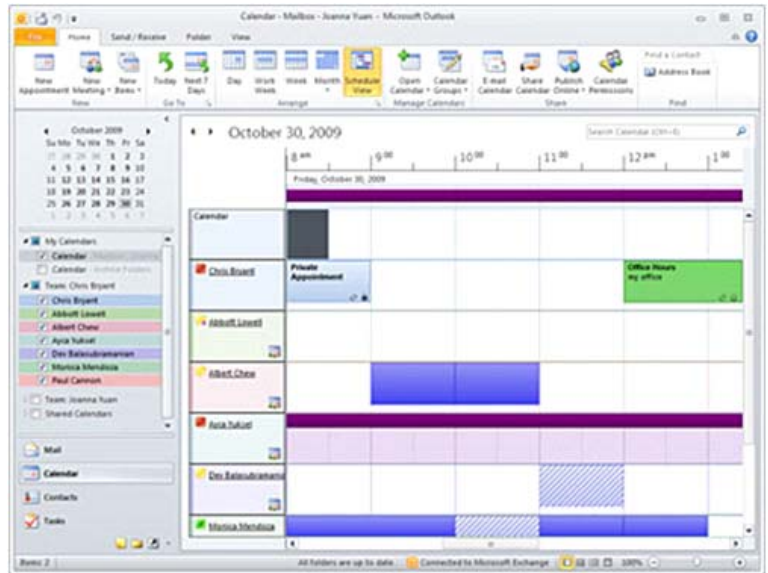 Calendar - Mailbox - Joanna Yuan - Microsoft Outlook
File Home Send / Receive Folder View
New Appointment
New Meeting
New Items
Today
Next 7 Days
Day
Work Week
Week
Month
Schedule View
Open Calendar
Calendar Groups
E-mail Calendar
Share Calendar
Publish Online
Calendar Permissions
Find a Contact
Address Book
New
Go To
Arrange
Manage Calendars
Share
Find
October 2009
Su Mo Tu We Th Fr Sa
27 28 29 30 1 2 3
4 5 6 7 8 9 10
11 12 13 14 15 16 17
18 19 20 21 22 23 24
25 26 27 28 29 30 31
1 2 3 4 5 6 7
My Calendars
Calendar
Calendar
Team: Chris Bryant
Chris Bryant
Abbott Lowell
Albert Chew
Ayca Yuksel
Dev Balasubramanian
Monica Mendoza
Paul Cannon
Team: Joanna Yuan
Shared Calendars
Mail
Calendar
Contacts
Tasks
October 30, 2009
Search Calendar (Ctrl+E)
8 am 9 00 10 00 11 00 12 pm 1 00
Friday, October 30, 2009
Calendar
Chris Bryant
Private Appointment
Office Hours
my office
Abbott Lowell
Albert Chew
Ayca Yuksel
Dev Balasubramania
Monica Mendoza
Items: 2
All folders are up to date.
Connected to Microsoft Exchange
100%